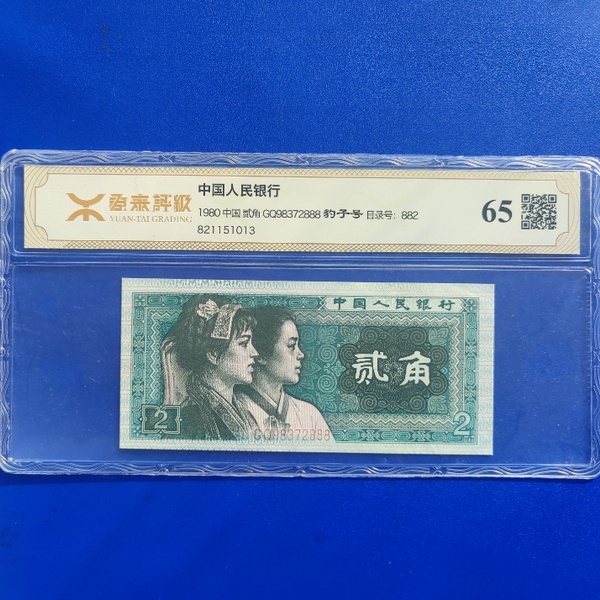 源泰評級
YUAN-TAI GRADING
中国人民银行
1980 中国 贰角 GQ98372888 豹子号 目录号: 882
821151013
65
中国人民银行
贰角
2
GQ98372888
2